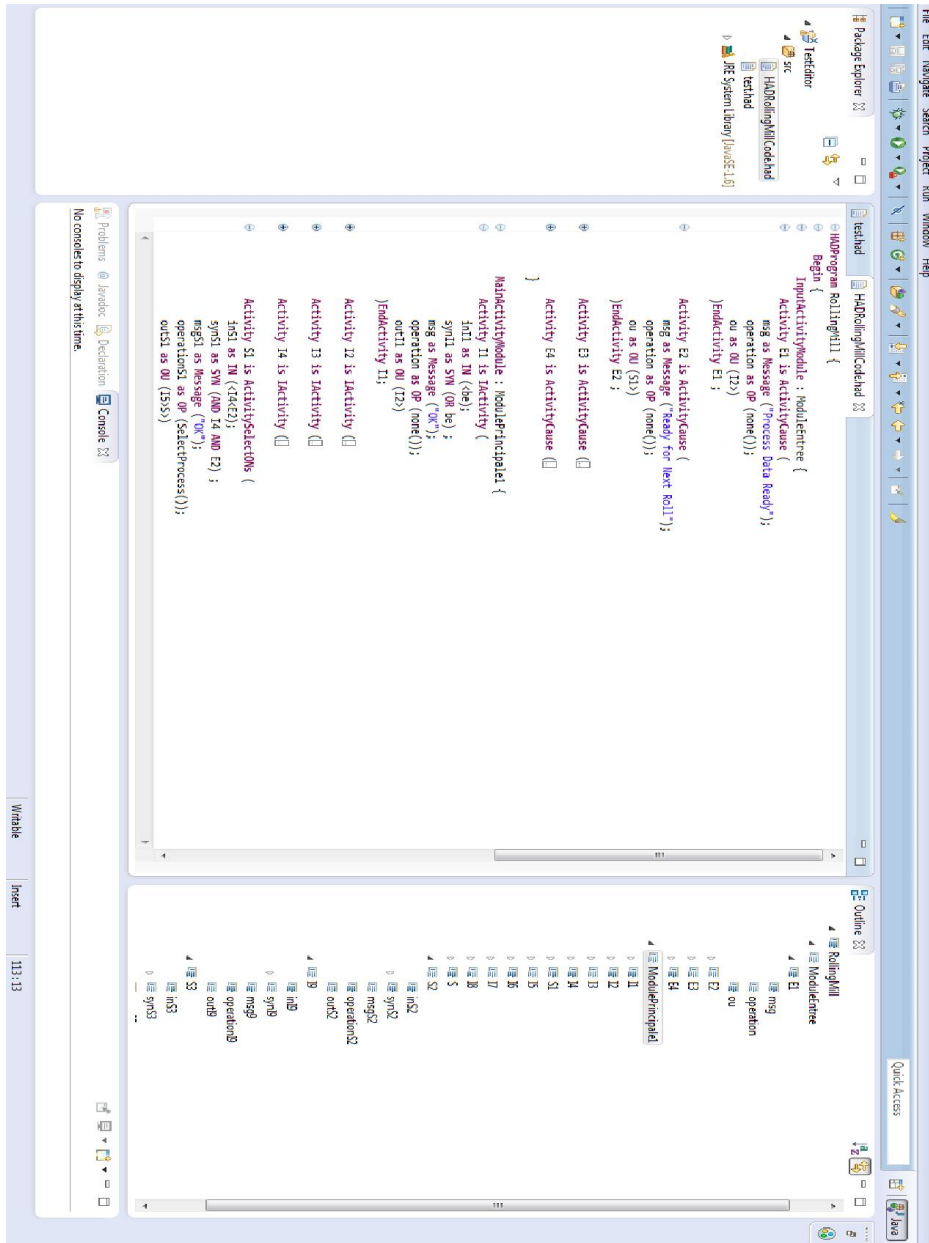 File Edit Navigate Search Project Run Window Help
Quick Access
Java
Package Explorer
TestEditor
src
HADRollingMillCode.had
test.had
JRE System Library [JavaSE-1.6]
test.had
HADRollingMillCode.had
HADProgram RollingMill {
Begin {
InputActivityModule : ModuleEntree {
Activity E1 is ActivityCause (
msg as Message ("Process Data Ready");
operation as OP (none());
ou as OU (I2>)
)EndActivity E1 ;
Activity E2 is ActivityCause (
msg as Message ("Ready for Next Roll");
operation as OP (none());
ou as OU (S1>)
)EndActivity E2 ;
Activity E3 is ActivityCause (
Activity E4 is ActivityCause (
}
MainActivityModule : ModulePrincipale1 {
Activity I1 is IActivity (
inI1 as IN (<be);
synI1 as SYN (OR be) ;
msg as Message ("OK");
operation as OP (none());
outI1 as OU (I2>)
)EndActivity I1;
Activity I2 is IActivity (
Activity I3 is IActivity (
Activity I4 is IActivity (
Activity S1 is ActivitySelectONs (
inS1 as IN (<I4<E2);
synS1 as SYN (AND I4 AND E2) ;
msgS1 as Message ("OK");
operationS1 as OP (SelectProcess());
outS1 as OU (I5>S>)
Outline
RollingMill
ModuleEntree
E1
msg
operation
ou
E2
E3
E4
ModulePrincipale1
I1
I2
I3
I4
S1
I5
I6
I7
I8
S
S2
inS2
synS2
msgS2
operationS2
outS2
I9
inI9
synI9
msg9
operationI9
outI9
S3
inS3
synS3
Problems
Javadoc
Declaration
Console
No consoles to display at this time.
Writable
Insert
113:13